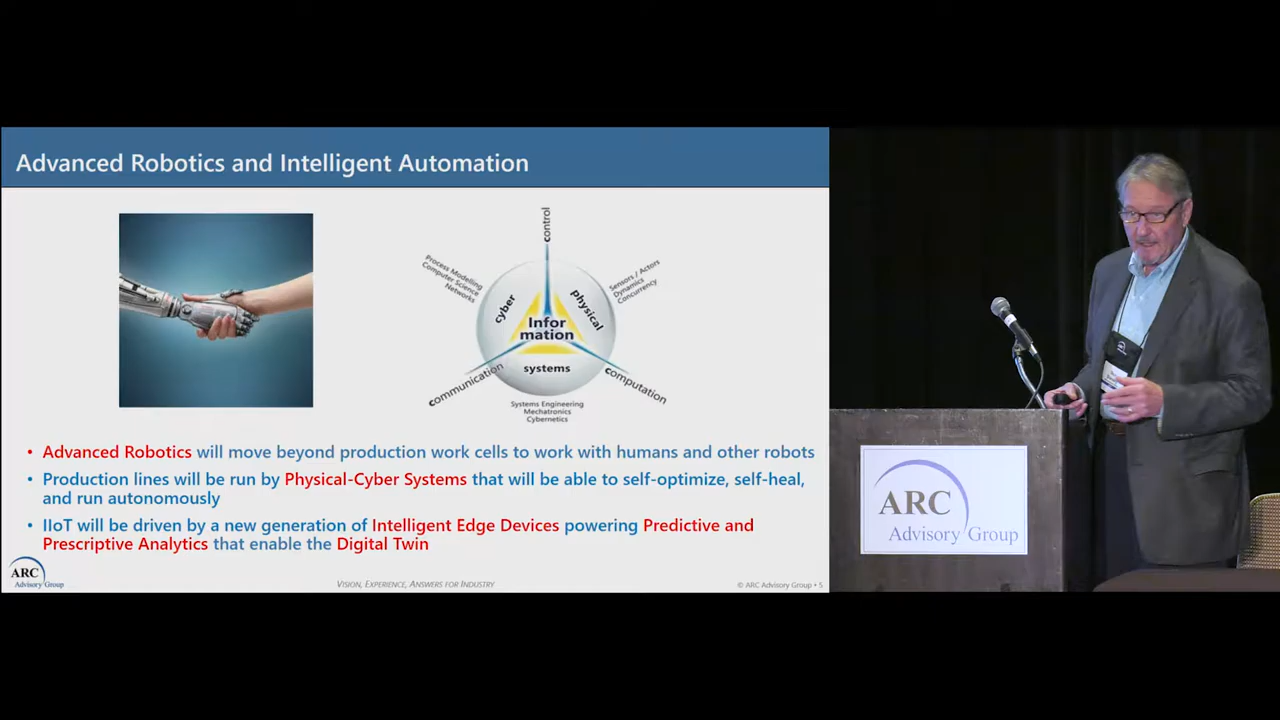 Advanced Robotics and Intelligent Automation
control
Process Modelling
Computer Science
Networks
Sensors / Actors
Dynamics
Concurrency
cyber
physical
Infor
mation
systems
communication
computation
Systems Engineering
Mechatronics
Cybernetics
• Advanced Robotics will move beyond production work cells to work with humans and other robots
• Production lines will be run by Physical-Cyber Systems that will be able to self-optimize, self-heal,
and run autonomously
• IIoT will be driven by a new generation of Intelligent Edge Devices powering Predictive and
Prescriptive Analytics that enable the Digital Twin
ARC
Advisory Group
VISION, EXPERIENCE, ANSWERS FOR INDUSTRY
© ARC Advisory Group • 5
ARC
Advisory Group